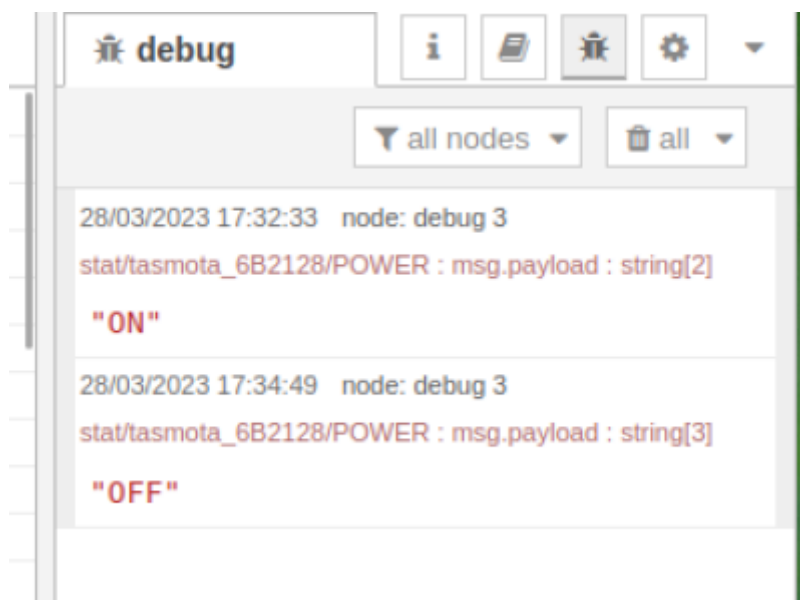 debug
all nodes
all
28/03/2023 17:32:33 node: debug 3
stat/tasmota_6B2128/POWER : msg.payload : string[2]
"ON"
28/03/2023 17:34:49 node: debug 3
stat/tasmota_6B2128/POWER : msg.payload : string[3]
"OFF"